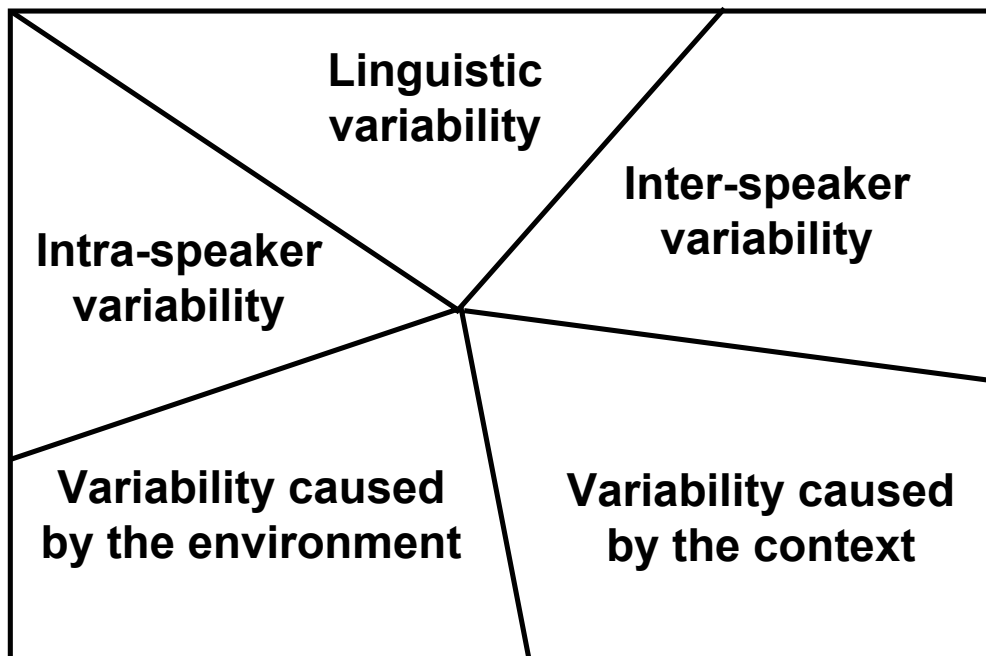 Linguistic
variability
Inter-speaker
variability
Intra-speaker
variability
Variability caused
by the environment
Variability caused
by the context